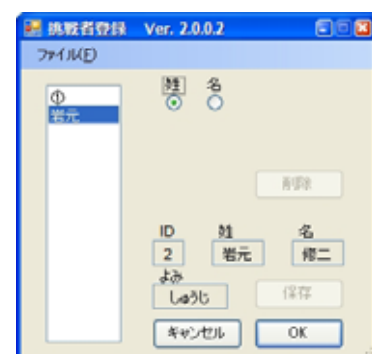 挑戦者登録 Ver. 2.0.0.2
ファイル(F)
姓 名
①
岩元
削除
ID 姓 名
2 岩元 修二
よみ
しゅうじ
保存
キャンセル OK